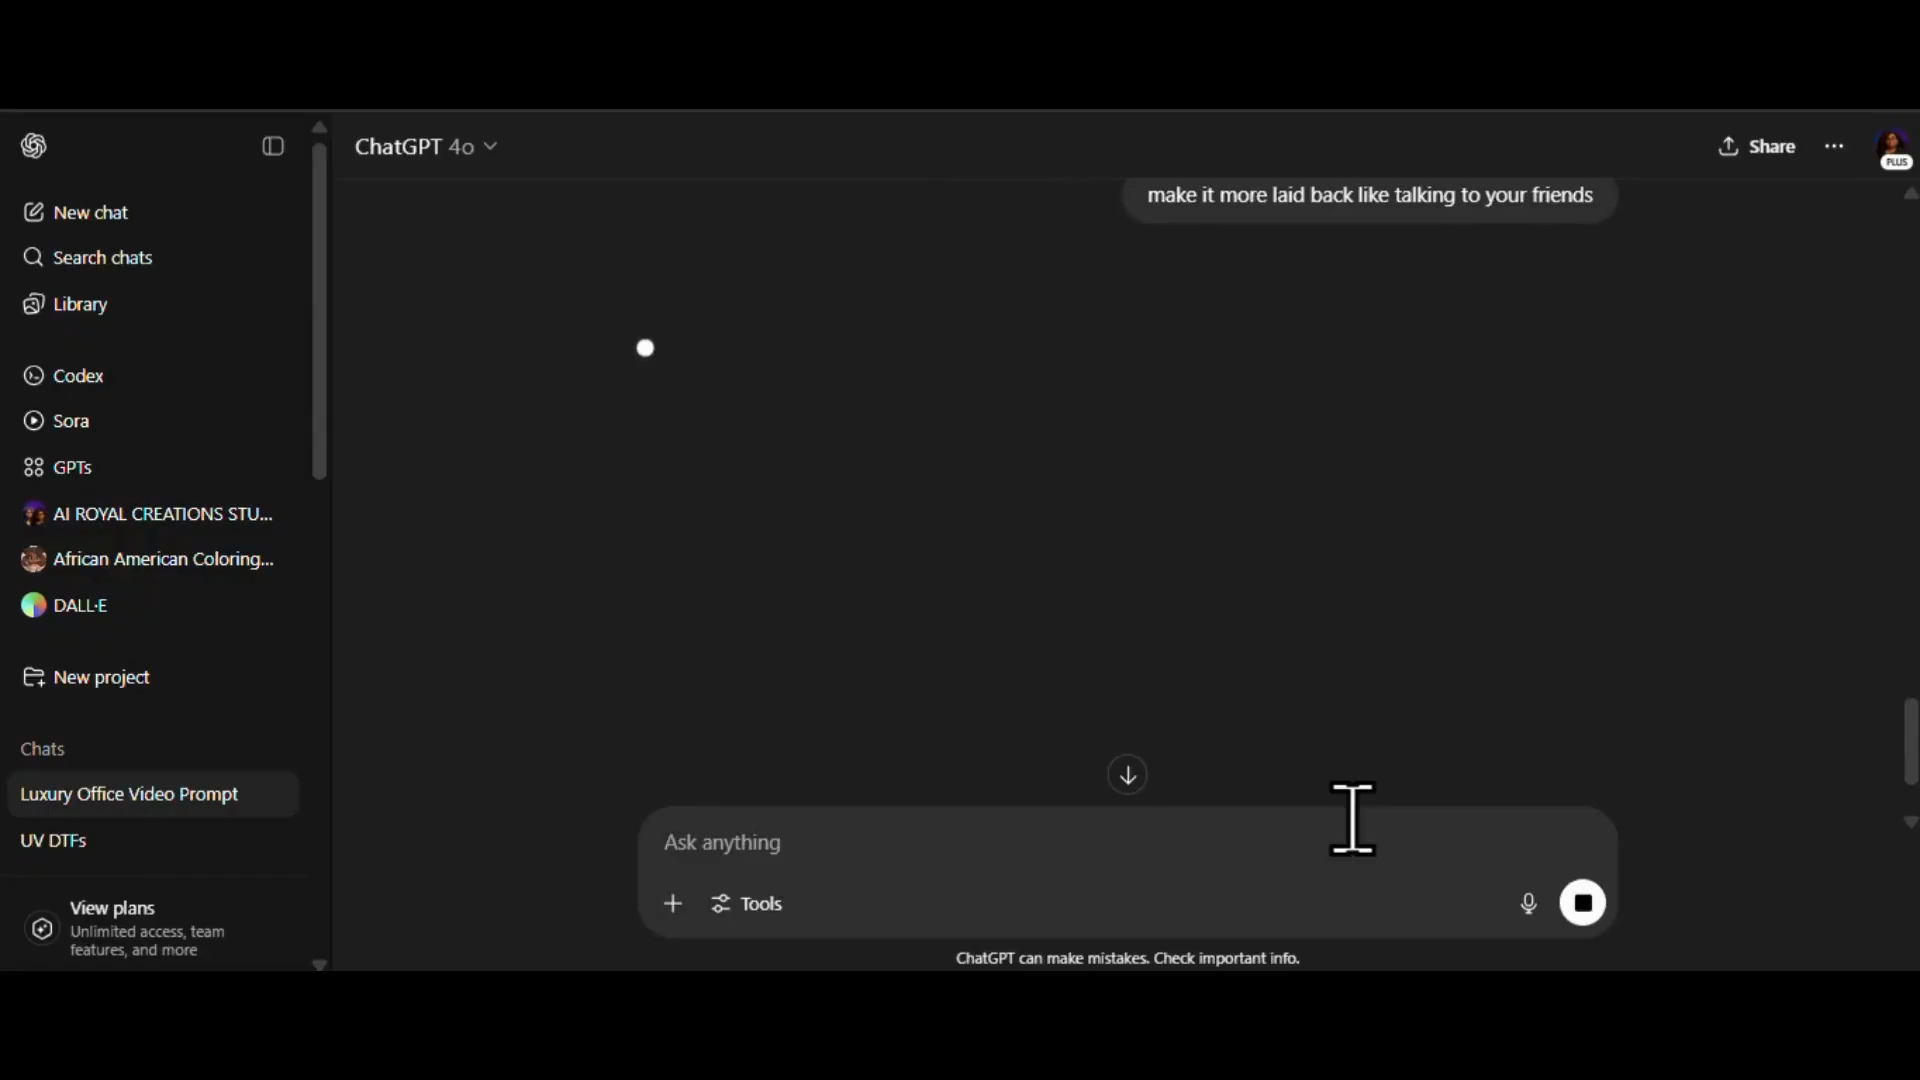 ChatGPT 4o
Share
PLUS
New chat
Search chats
Library
Codex
Sora
GPTs
AI ROYAL CREATIONS STU...
African American Coloring...
DALL·E
New project
Chats
Luxury Office Video Prompt
UV DTFs
View plans
Unlimited access, team
features, and more
make it more laid back like talking to your friends
Ask anything
Tools
ChatGPT can make mistakes. Check important info.